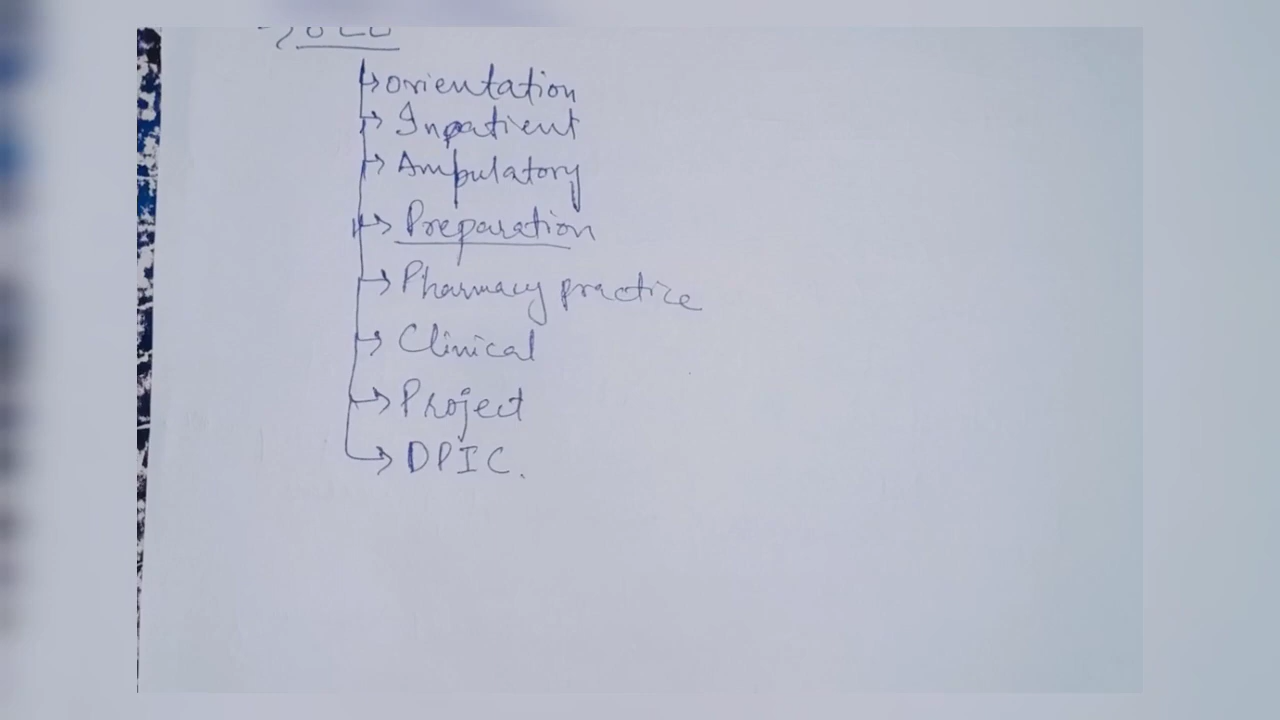 orientation
Inpatient
Ambulatory
Preparation
Pharmacy practice
Clinical
Project
DPIC.